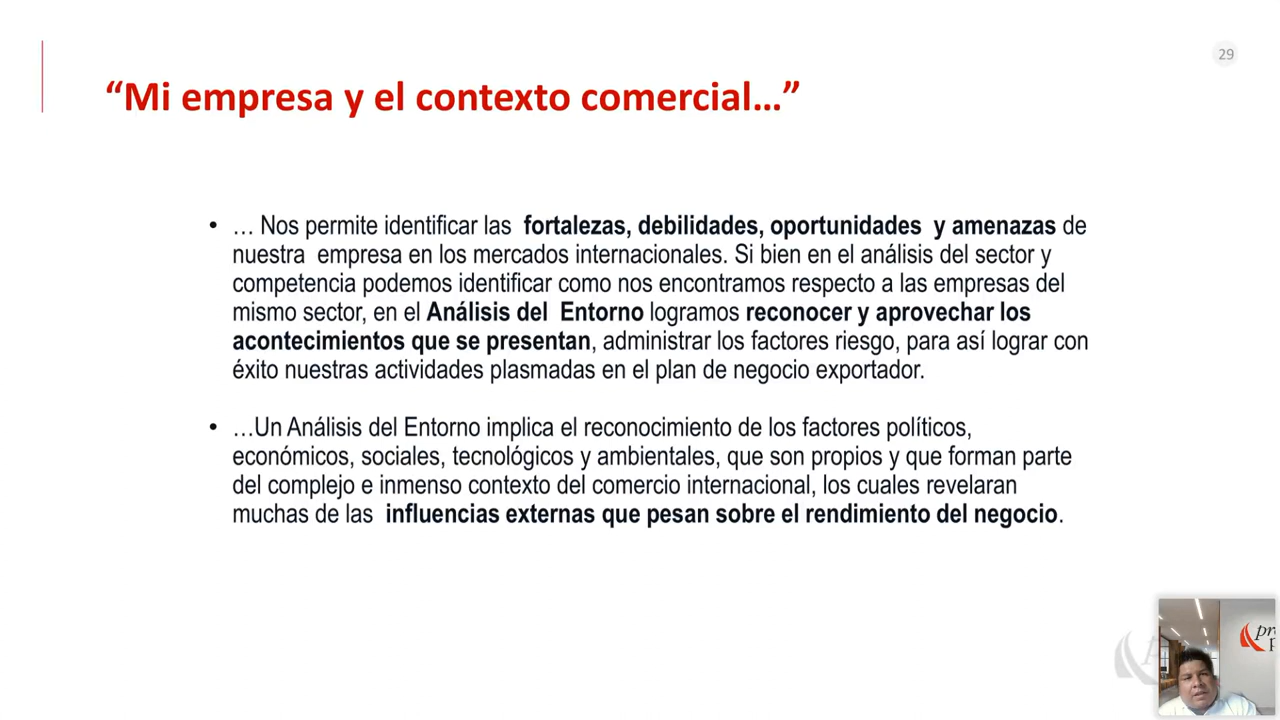 29
“Mi empresa y el contexto comercial...”
• … Nos permite identificar las fortalezas, debilidades, oportunidades y amenazas de
nuestra empresa en los mercados internacionales. Si bien en el análisis del sector y
competencia podemos identificar como nos encontramos respecto a las empresas del
mismo sector, en el Análisis del Entorno logramos reconocer y aprovechar los
acontecimientos que se presentan, administrar los factores riesgo, para así lograr con
éxito nuestras actividades plasmadas en el plan de negocio exportador.
• …Un Análisis del Entorno implica el reconocimiento de los factores políticos,
económicos, sociales, tecnológicos y ambientales, que son propios y que forman parte
del complejo e inmenso contexto del comercio internacional, los cuales revelaran
muchas de las influencias externas que pesan sobre el rendimiento del negocio.